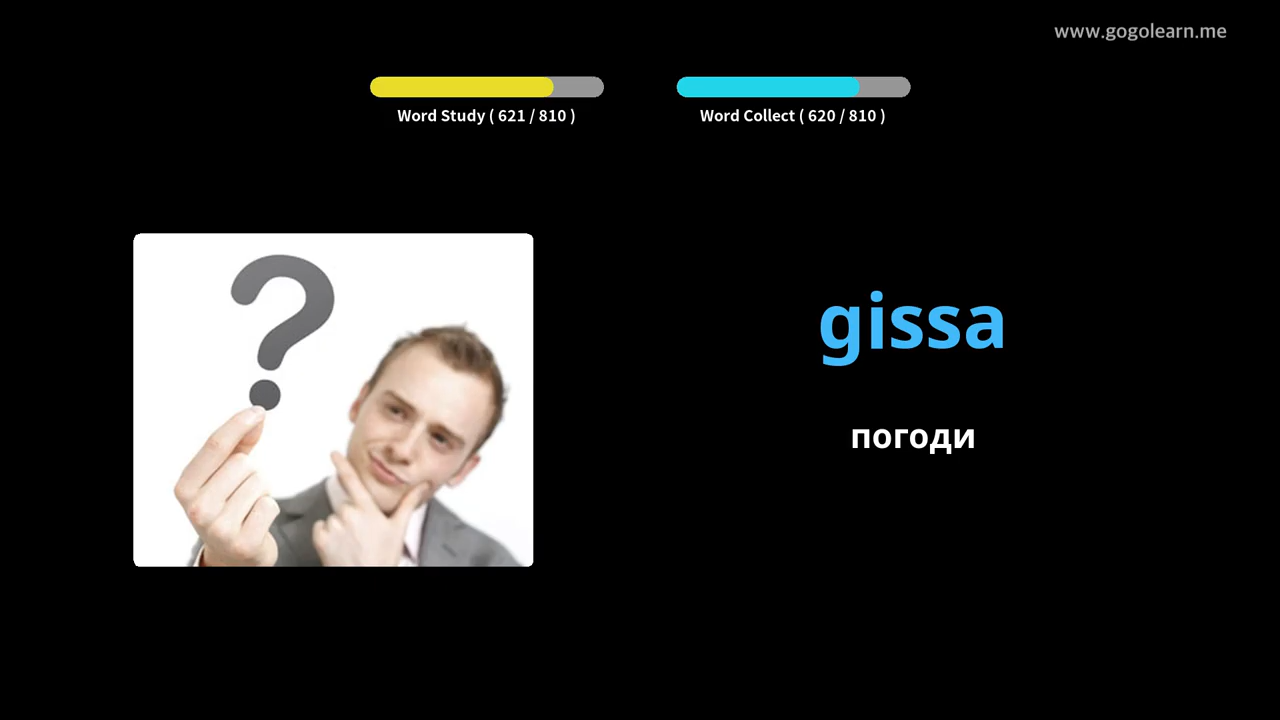 www.gogolearn.me
Word Study ( 621 / 810 )
Word Collect ( 620 / 810 )
gissa
погоди